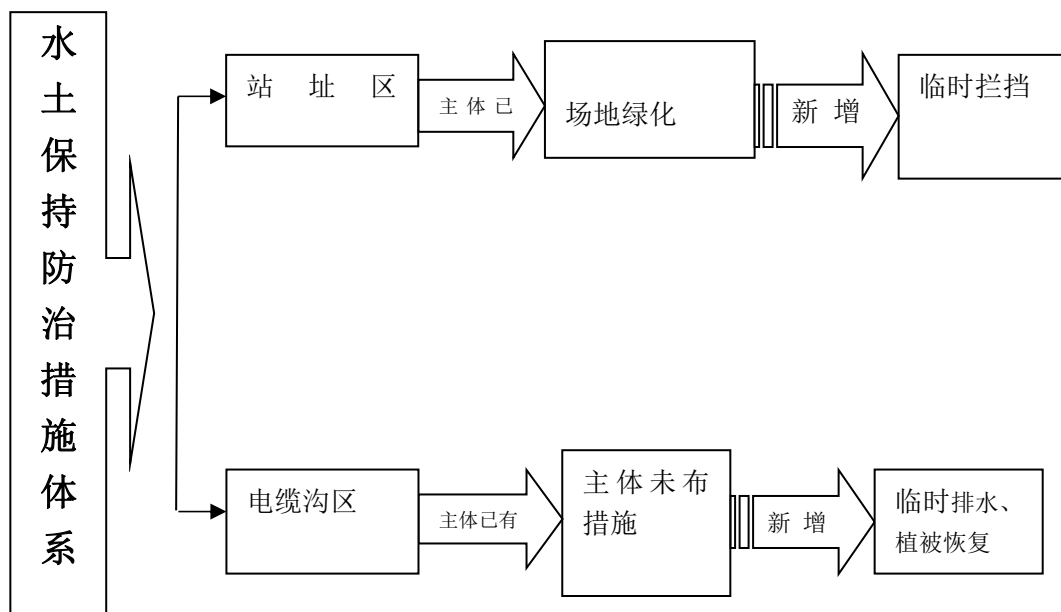 水土保持防治措施体系
站址区
主体已
场地绿化
新增
临时拦挡
电缆沟区
主体已有
主体未布
措施
新增
临时排水、
植被恢复